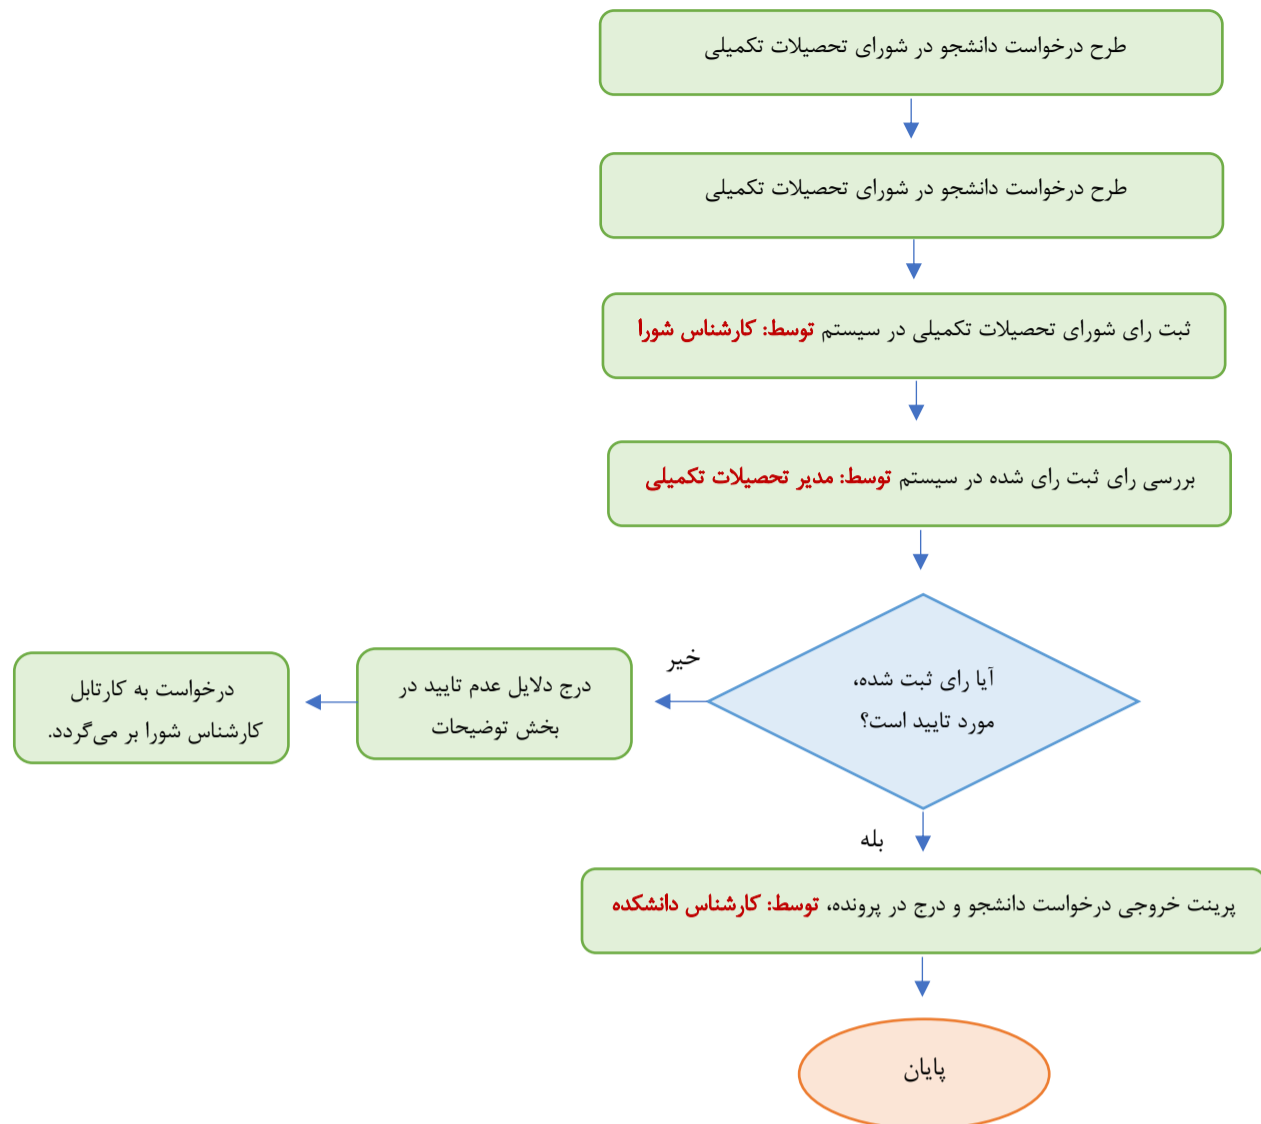 طرح درخواست دانشجو در شورای تحصیلات تکمیلی
طرح درخواست دانشجو در شورای تحصیلات تکمیلی
ثبت رای شورای تحصیلات تکمیلی در سیستم توسط: کارشناس شورا
بررسی رای ثبت رای شده در سیستم توسط: مدیر تحصیلات تکمیلی
آیا رای ثبت شده،
مورد تایید است؟
خیر
درج دلایل عدم تایید در
بخش توضیحات
درخواست به کارتابل
کارشناس شورا بر می‌گردد.
بله
پرینت خروجی درخواست دانشجو و درج در پرونده، توسط: کارشناس دانشکده
پایان